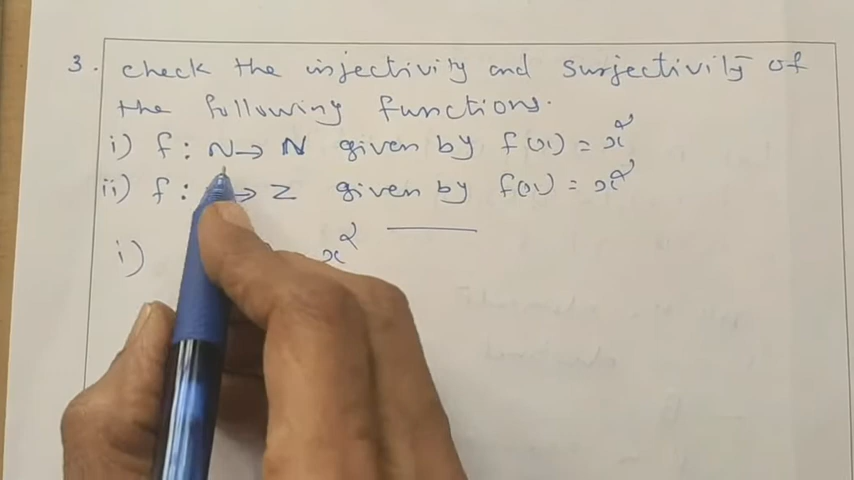 3. check the injectivity and surjectivity of
the following functions.
i) f : N → N given by f(x) = x²
ii) f : → Z given by f(x) = x²
i) x²